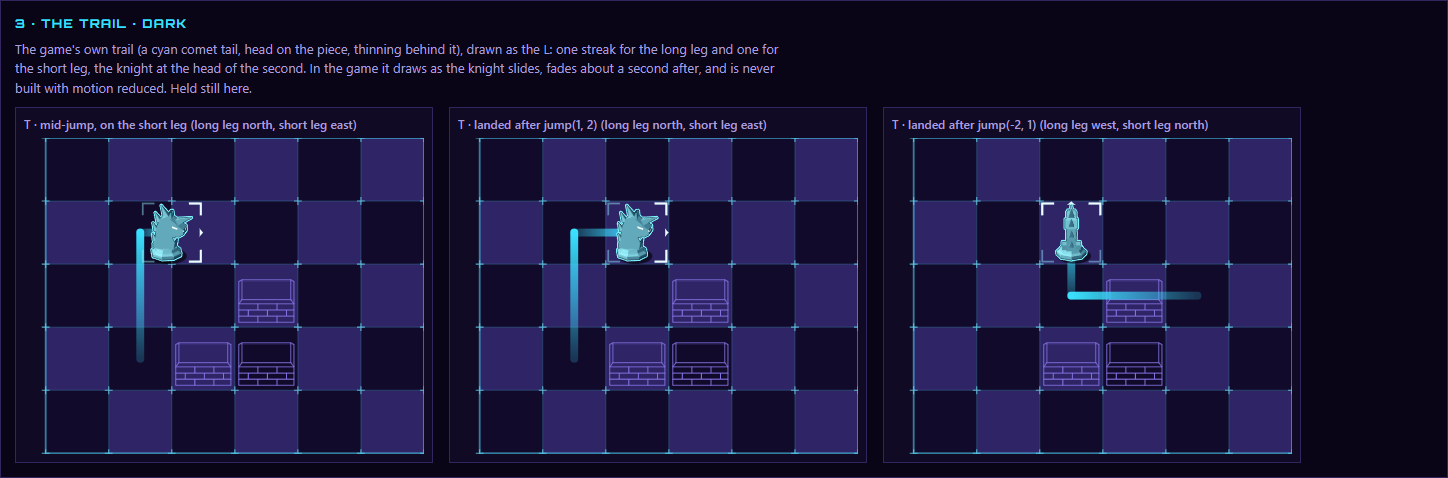 3 · THE TRAIL · DARK
The game's own trail (a cyan comet tail, head on the piece, thinning behind it), drawn as the L: one streak for the long leg and one for
the short leg, the knight at the head of the second. In the game it draws as the knight slides, fades about a second after, and is never
built with motion reduced. Held still here.
T · mid-jump, on the short leg (long leg north, short leg east)
T · landed after jump(1, 2) (long leg north, short leg east)
T · landed after jump(-2, 1) (long leg west, short leg north)